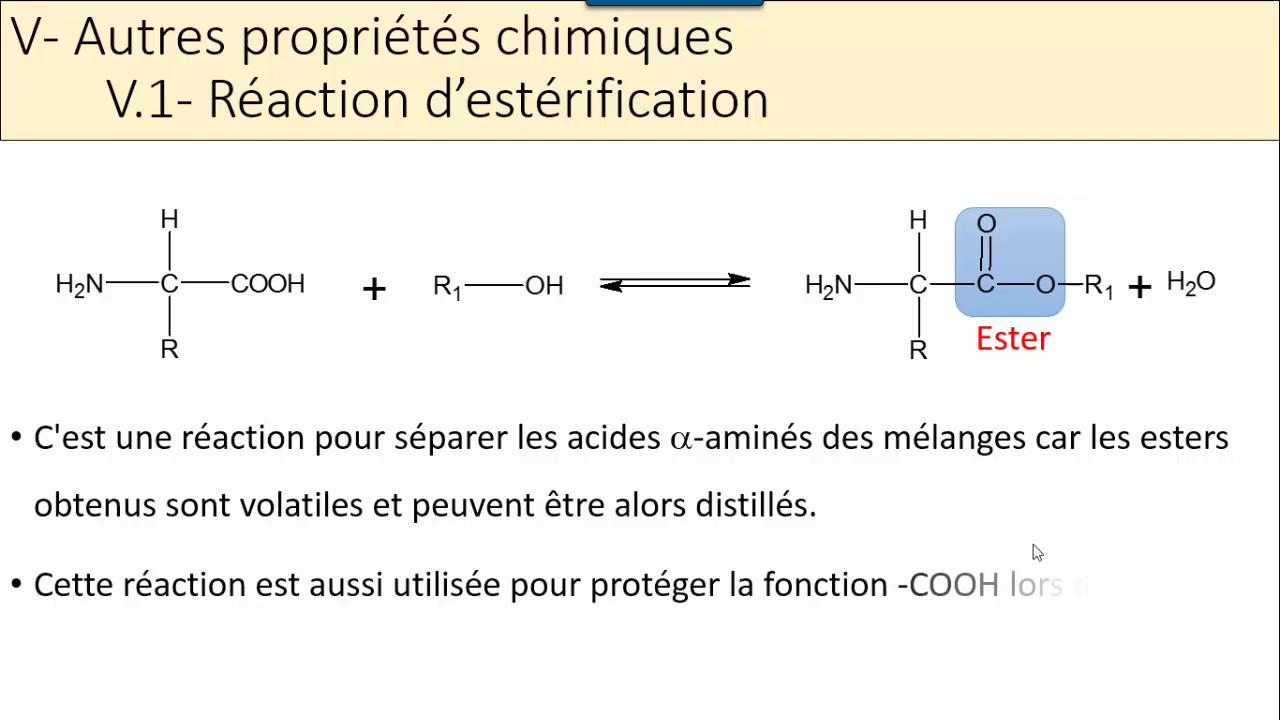 V- Autres propriétés chimiques
V.1- Réaction d’estérification
H H O
H₂N C COOH + R₁ OH H₂N C C O R₁ + H₂O
R R Ester
• C'est une réaction pour séparer les acides α-aminés des mélanges car les esters
obtenus sont volatiles et peuvent être alors distillés.
• Cette réaction est aussi utilisée pour protéger la fonction -COOH lors